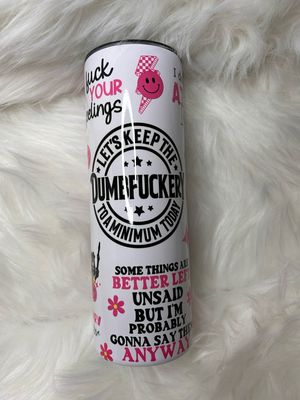 uck
YOUR
elings
I
A
LET'S KEEP THE
DUMBFUCKERY
TO A MINIMUM TODAY
SOME THINGS ARE
BETTER LEFT
UNSAID
BUT I'M
PROBABLY
GONNA SAY THEM
ANYWAY